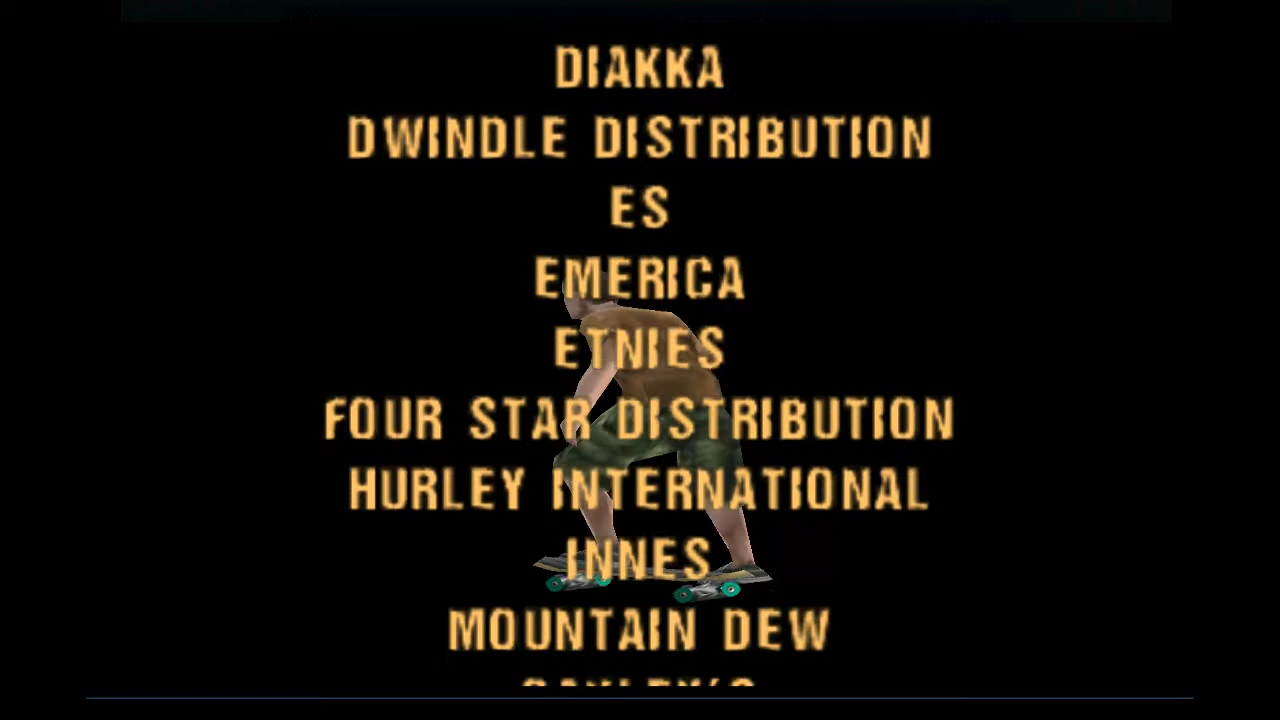 DIAKKA
DWINDLE DISTRIBUTION
ES
EMERICA
ETNIES
FOUR STAR DISTRIBUTION
HURLEY INTERNATIONAL
INNES
MOUNTAIN DEW